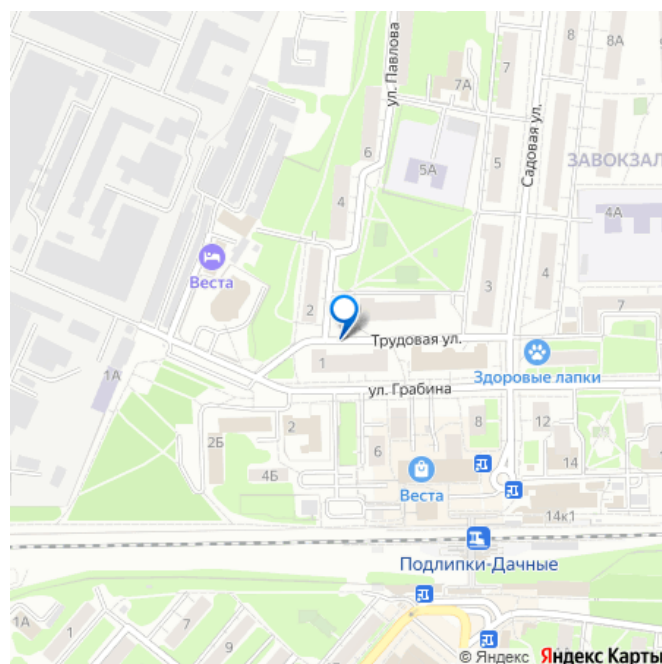 8
8А
7
7А
ул. Павлова
Садовая ул.
6
5А
5
ЗАВОКЗАЛ
4
4А
Веста
2
3
4
7
Трудовая ул.
1
1А
ул. Грабина
Здоровые лапки
2Б
2
6
8
12
4Б
Веста
14
14к1
Подлипки-Дачные
1А
1
7
9
© Яндекс Яндекс Карты